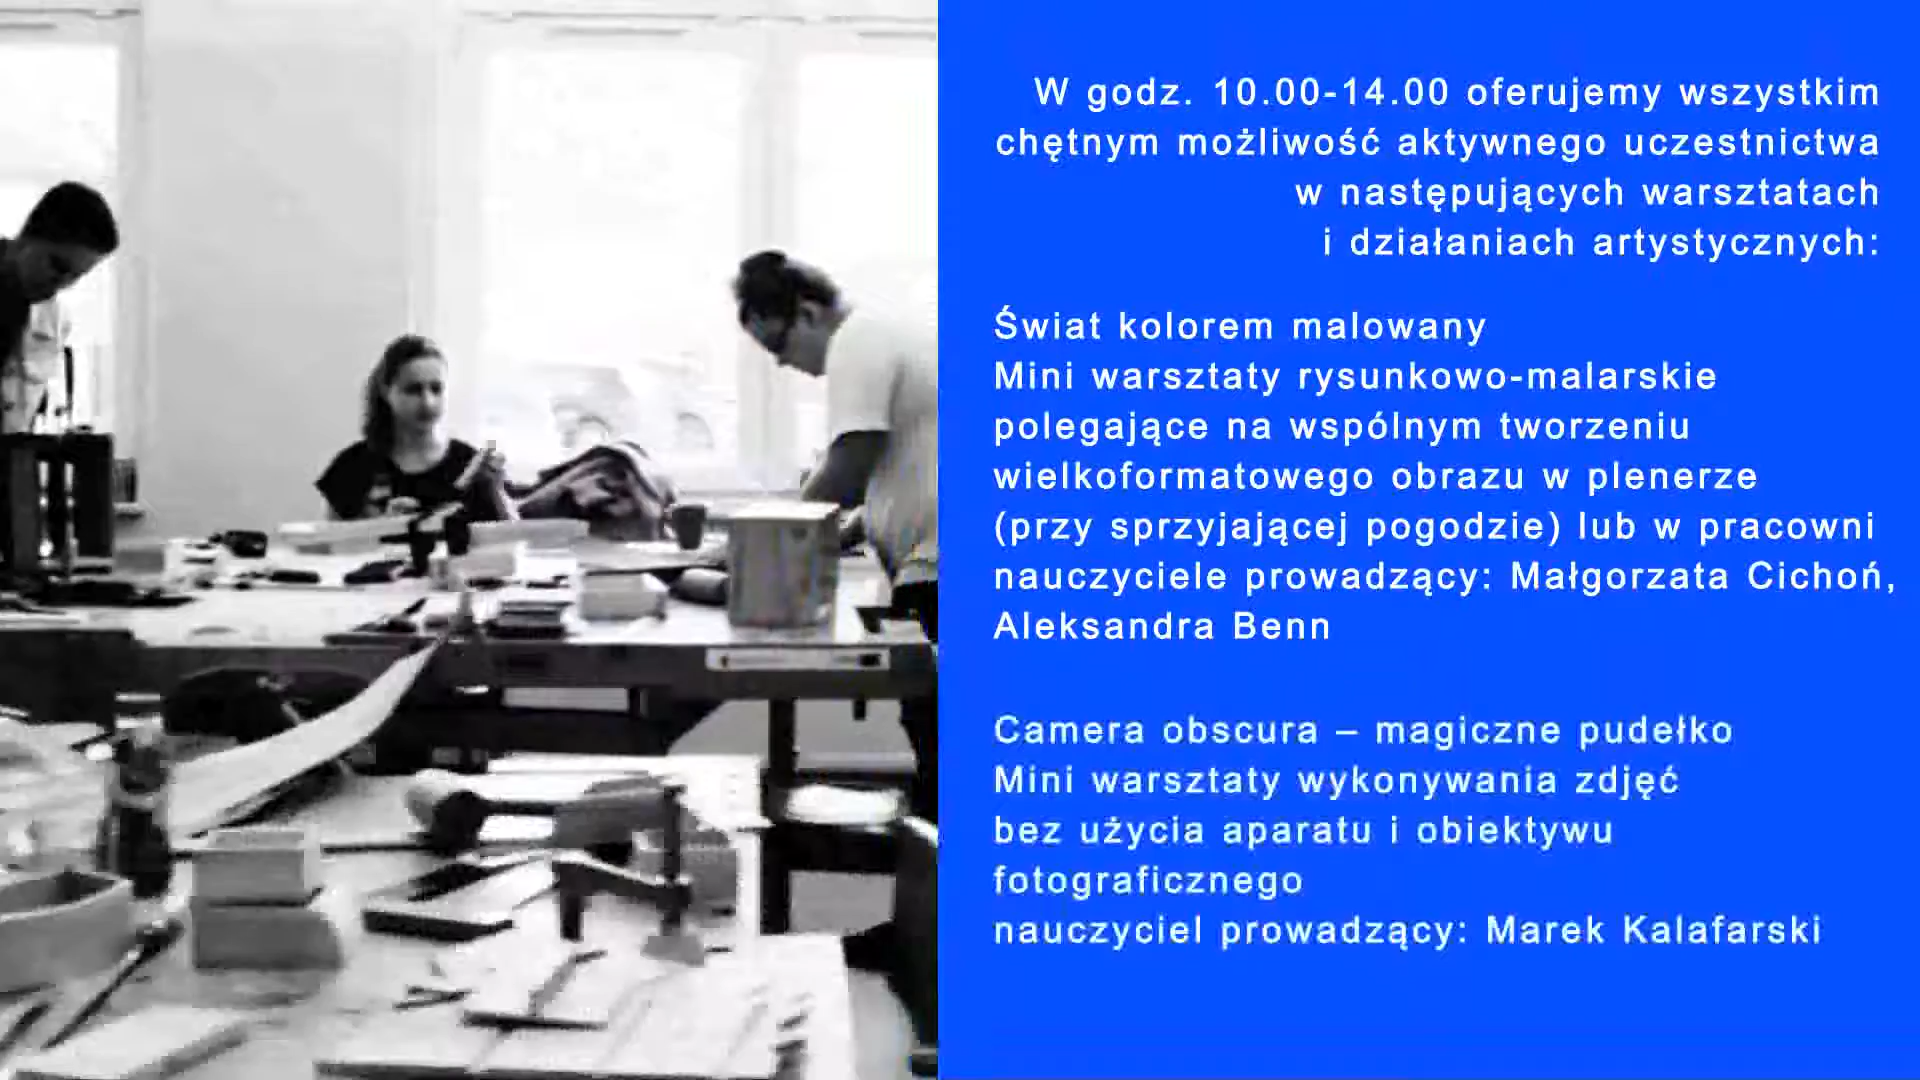 W godz. 10.00-14.00 oferujemy wszystkim
chętnym możliwość aktywnego uczestnictwa
w następujących warsztatach
i działaniach artystycznych:
Świat kolorem malowany
Mini warsztaty rysunkowo-malarskie
polegające na wspólnym tworzeniu
wielkoformatowego obrazu w plenerze
(przy sprzyjającej pogodzie) lub w pracowni
nauczyciele prowadzący: Małgorzata Cichoń,
Aleksandra Benn
Camera obscura – magiczne pudełko
Mini warsztaty wykonywania zdjęć
bez użycia aparatu i obiektywu
fotograficznego
nauczyciel prowadzący: Marek Kalafarski